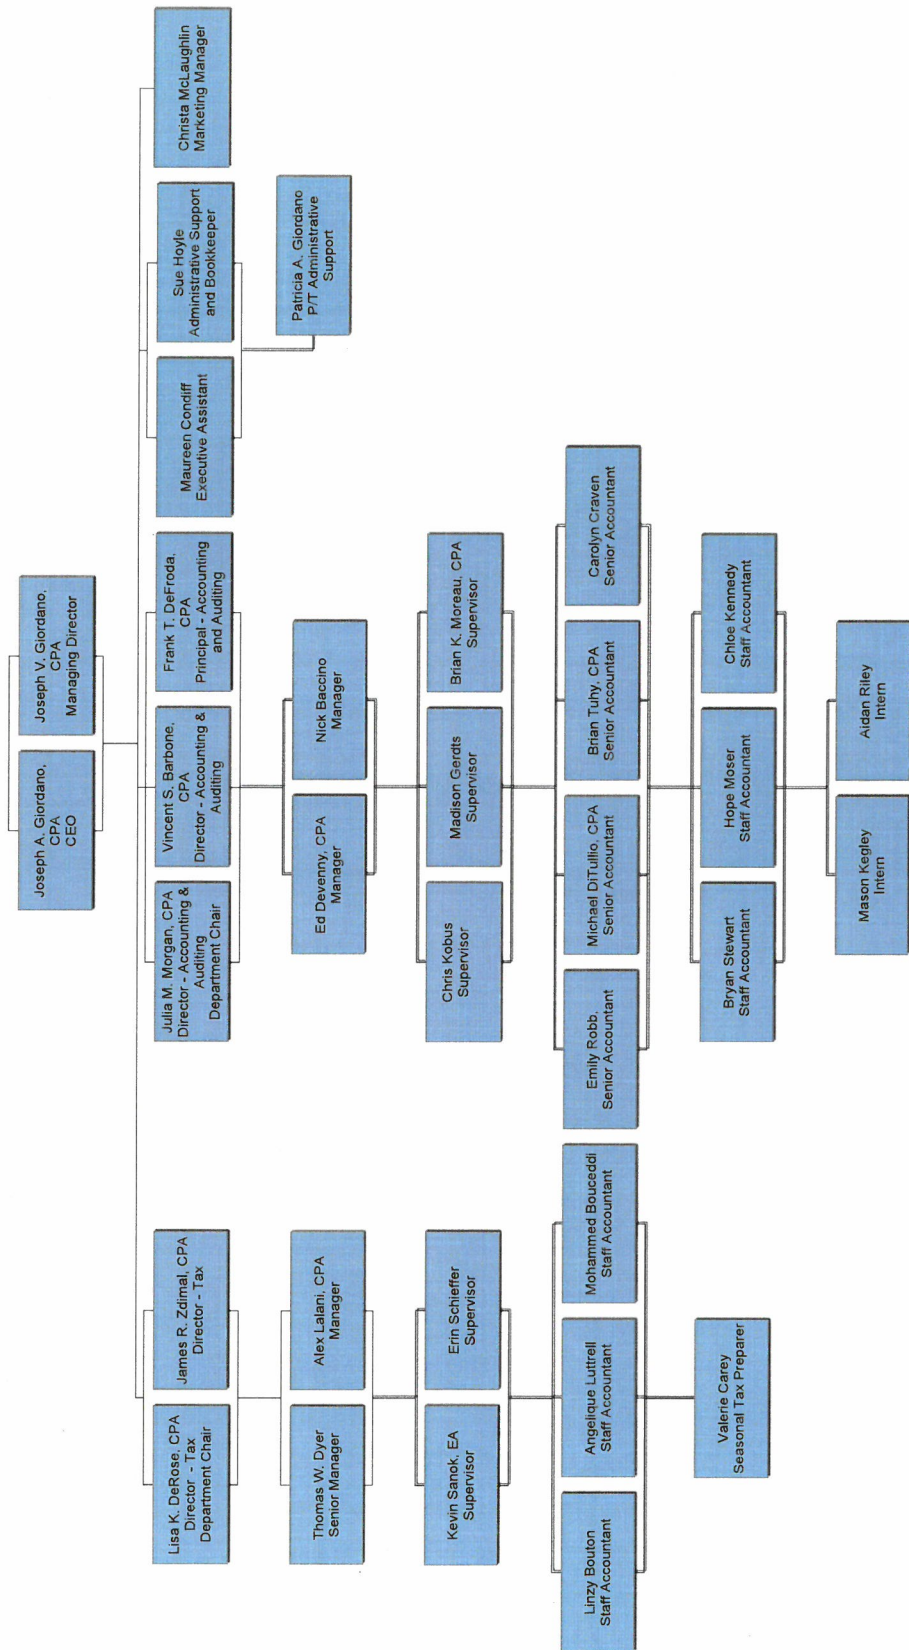 Joseph A. Giordano,
CPA
CEO
Joseph V. Giordano,
CPA
Managing Director
Lisa K. DeRose, CPA
Director - Tax
Department Chair
James R. Zdimal, CPA
Director - Tax
Julia M. Morgan, CPA
Director - Accounting &
Auditing
Department Chair
Vincent S. Barbone,
CPA
Director - Accounting &
Auditing
Frank T. DeFroda,
CPA
Principal - Accounting
and Auditing
Maureen Condiff
Executive Assistant
Sue Hoyle
Administrative Support
and Bookkeeper
Christa McLaughlin
Marketing Manager
Thomas W. Dyer
Senior Manager
Alex Lalani, CPA
Manager
Ed Devenny, CPA
Manager
Nick Baccino
Manager
Patricia A. Giordano
P/T Administrative
Support
Kevin Sanok, EA
Supervisor
Erin Schieffer
Supervisor
Chris Kobus
Supervisor
Madison Gerdts
Supervisor
Brian K. Moreau, CPA
Supervisor
Linzy Bouton
Staff Accountant
Angelique Luttrell
Staff Accountant
Mohammed Bouceddi
Staff Accountant
Emily Robb,
Senior Accountant
Michael DiTullio, CPA
Senior Accountant
Brian Tuhy, CPA
Senior Accountant
Carolyn Craven
Senior Accountant
Valerie Carey
Seasonal Tax Preparer
Bryan Stewart
Staff Accountant
Hope Moser
Staff Accountant
Chloe Kennedy
Staff Accountant
Mason Kegley
Intern
Aidan Riley
Intern